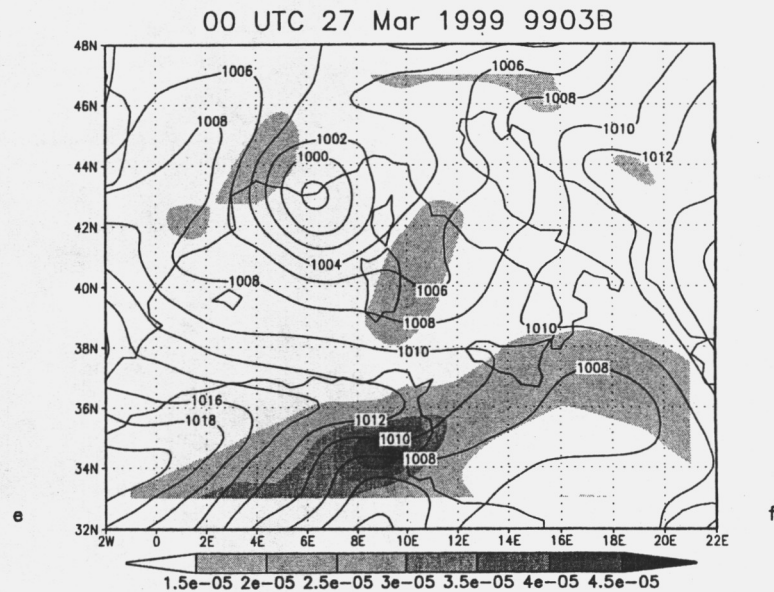 00 UTC 27 Mar 1999 9903B
48N
46N
44N
42N
40N
38N
36N
34N
32N
1006
1008
1002
1000
1004
1008
1006
1008
1010
1006
1008
1010
1012
1010
1008
1016
1018
1012
1010
1008
e
f
2W 0 2E 4E 6E 8E 10E 12E 14E 16E 18E 20E 22E
1.5e-05 2e-05 2.5e-05 3e-05 3.5e-05 4e-05 4.5e-05